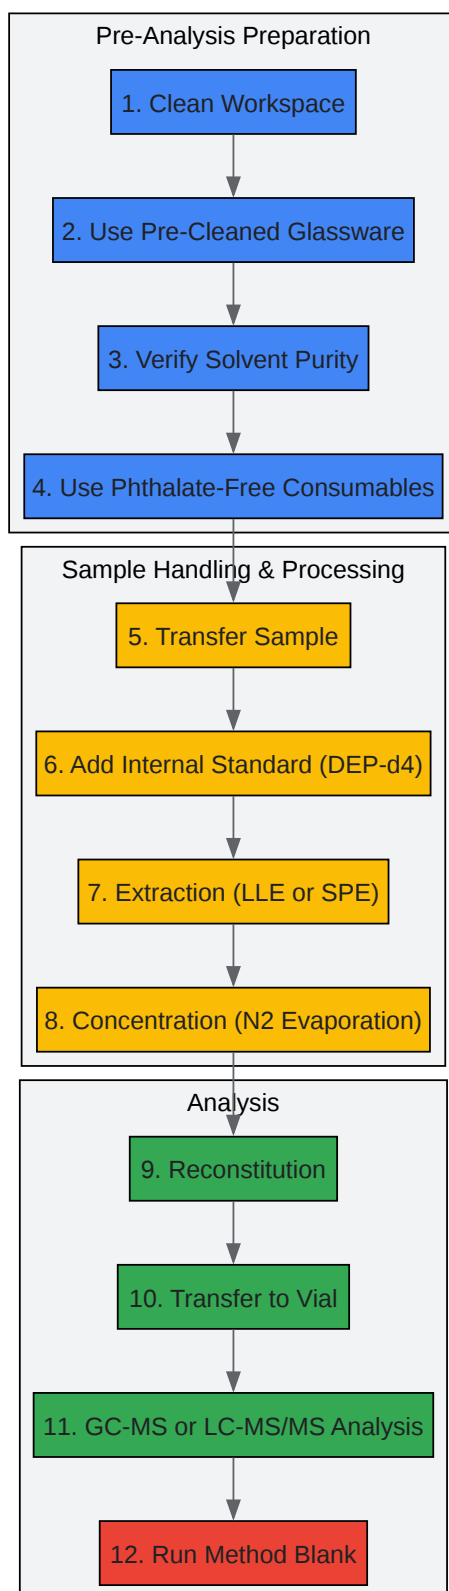 Pre-Analysis Preparation
1. Clean Workspace
2. Use Pre-Cleaned Glassware
3. Verify Solvent Purity
4. Use Phthalate-Free Consumables
Sample Handling & Processing
5. Transfer Sample
6. Add Internal Standard (DEP-d4)
7. Extraction (LLE or SPE)
8. Concentration (N2 Evaporation)
Analysis
9. Reconstitution
10. Transfer to Vial
11. GC-MS or LC-MS/MS Analysis
12. Run Method Blank